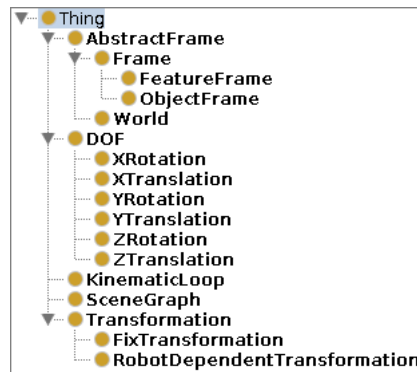 Thing
AbstractFrame
Frame
FeatureFrame
ObjectFrame
World
DOF
XRotation
XTranslation
YRotation
YTranslation
ZRotation
ZTranslation
KinematicLoop
SceneGraph
Transformation
FixTransformation
RobotDependentTransformation